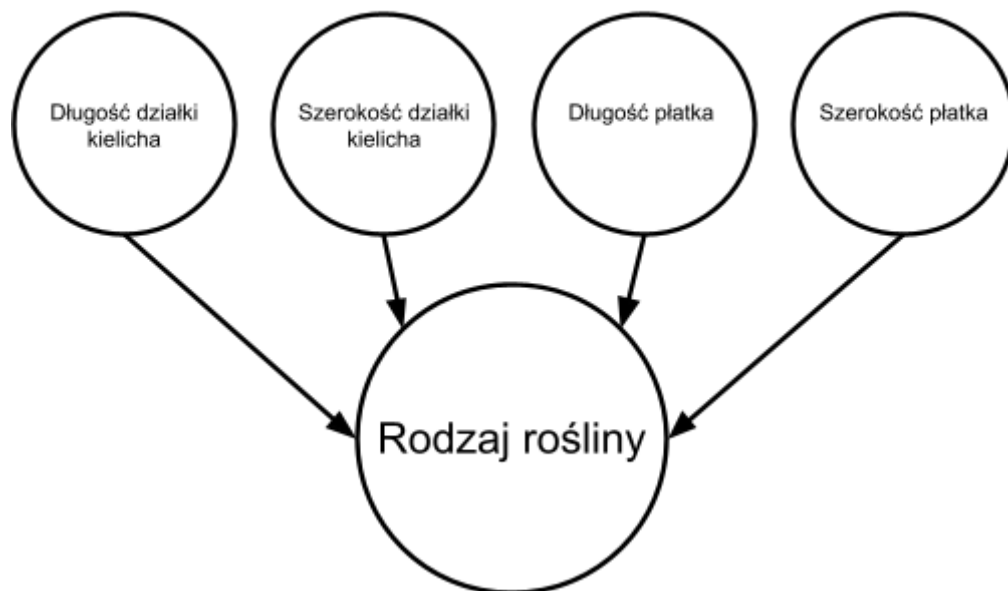 Długość działki
kielicha
Szerokość działki
kielicha
Długość płatka
Szerokość płatka
Rodzaj rośliny